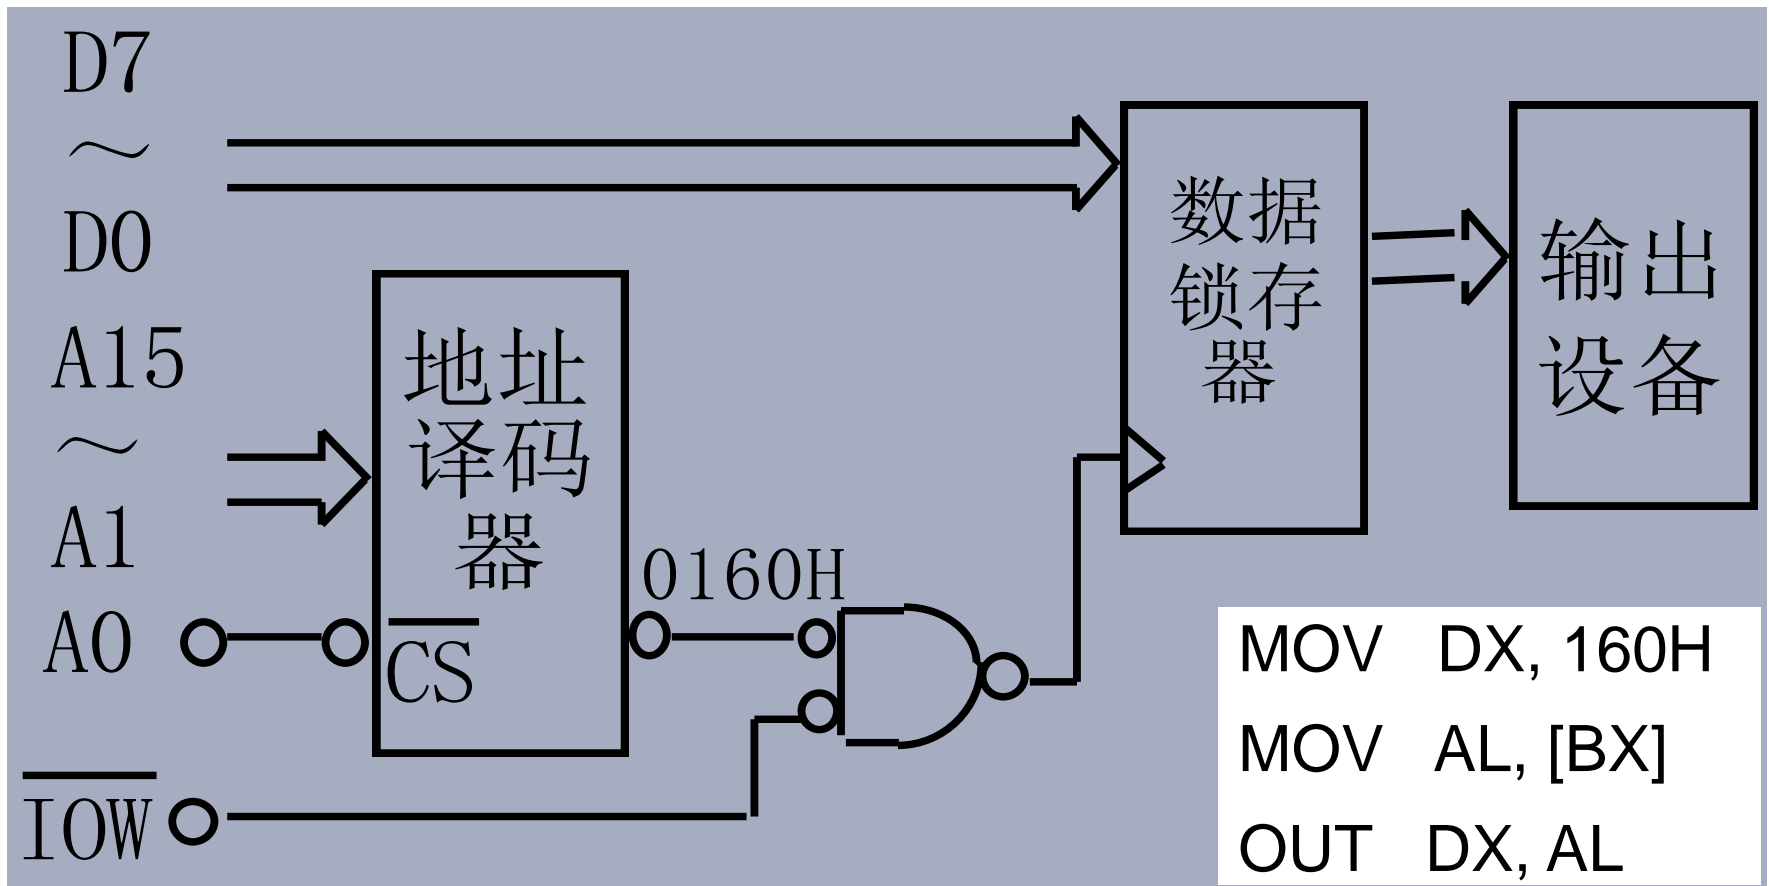 D7
～
D0
A15
～
A1
A0
IOW
地址
译码
器
CS
0160H
数据
锁存
器
输出
设备
MOV DX, 160H
MOV AL, [BX]
OUT DX, AL